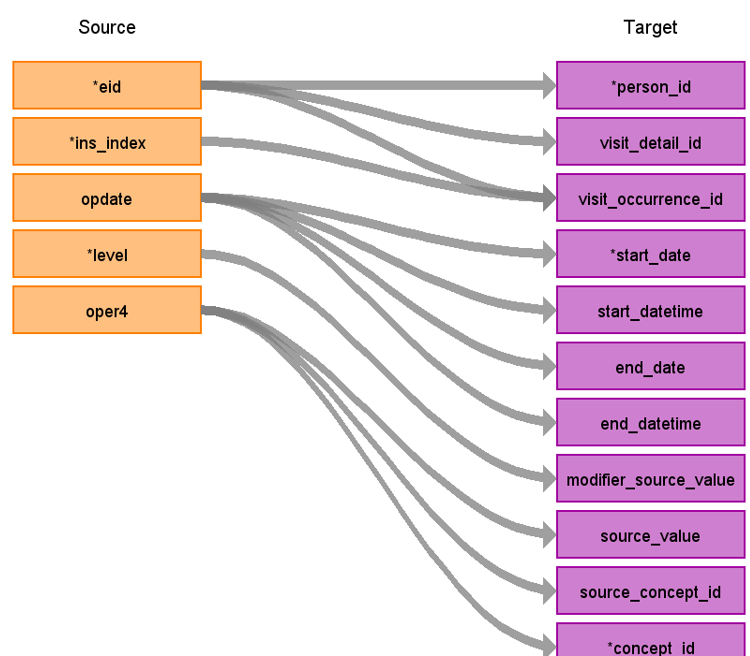 Source
Target
*eid
*person_id
*ins_index
visit_detail_id
opdate
visit_occurrence_id
*level
*start_date
oper4
start_datetime
end_date
end_datetime
modifier_source_value
source_value
source_concept_id
*concept_id